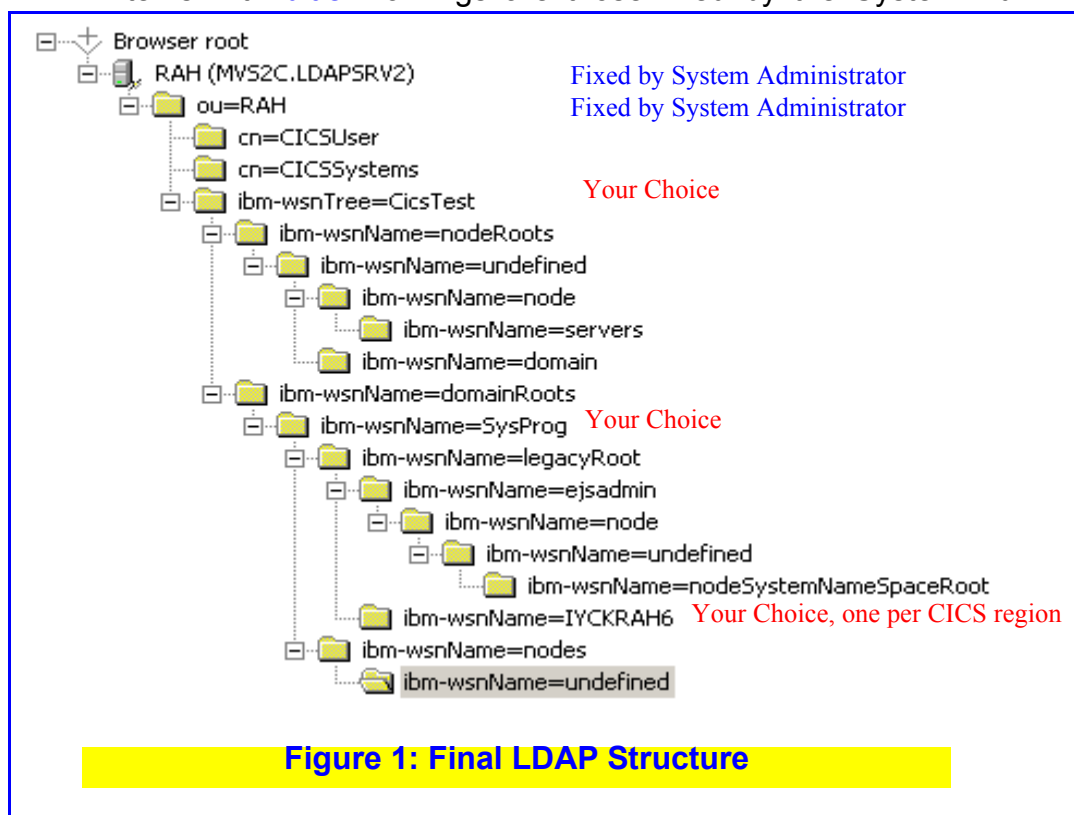 Browser root
RAH (MVS2C.LDAPSRV2) Fixed by System Administrator
ou=RAH Fixed by System Administrator
cn=CICSUser
cn=CICSSystems
ibm-wsnTree=CicsTest Your Choice
ibm-wsnName=nodeRoots
ibm-wsnName=undefined
ibm-wsnName=node
ibm-wsnName=servers
ibm-wsnName=domain
ibm-wsnName=domainRoots
ibm-wsnName=SysProg Your Choice
ibm-wsnName=legacyRoot
ibm-wsnName=ejsadmin
ibm-wsnName=node
ibm-wsnName=undefined
ibm-wsnName=nodeSystemNameSpaceRoot
ibm-wsnName=IYCKRAH6 Your Choice, one per CICS region
ibm-wsnName=nodes
ibm-wsnName=undefined
Figure 1: Final LDAP Structure